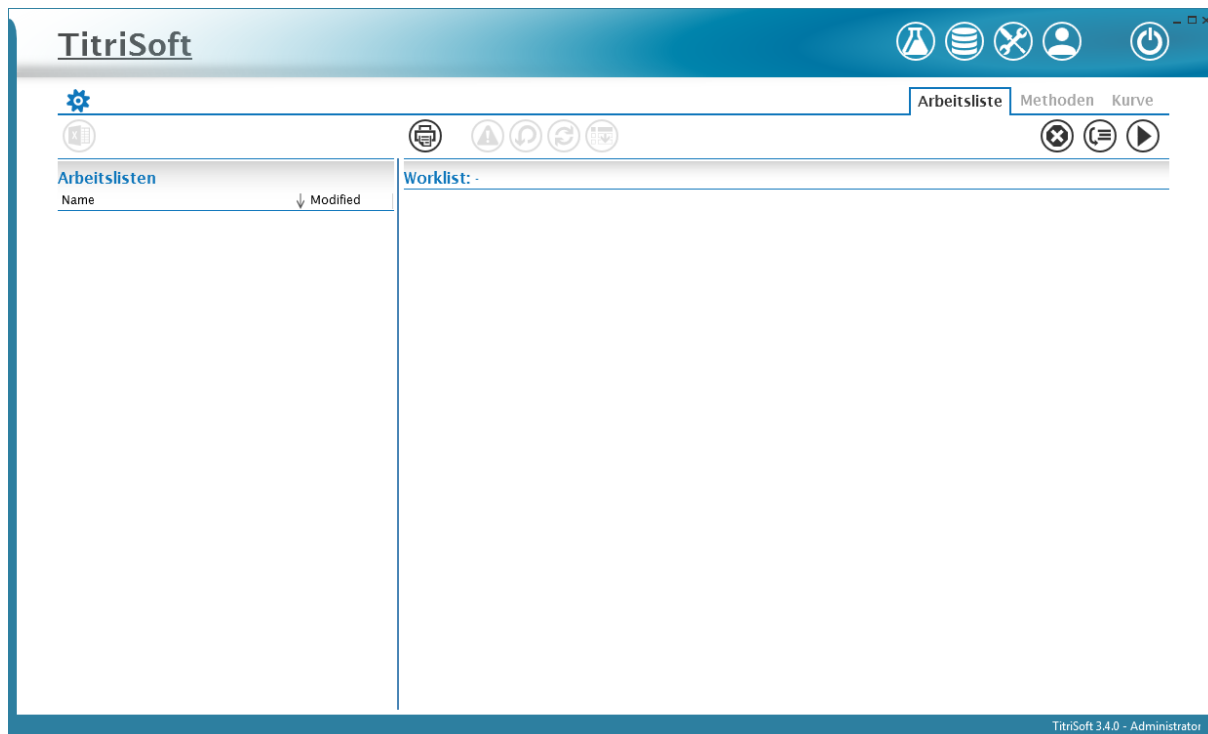 TitriSoft
Arbeitsliste Methoden Kurve
Arbeitslisten
Worklist: -
Name Modified
TitriSoft 3.4.0 - Administrator